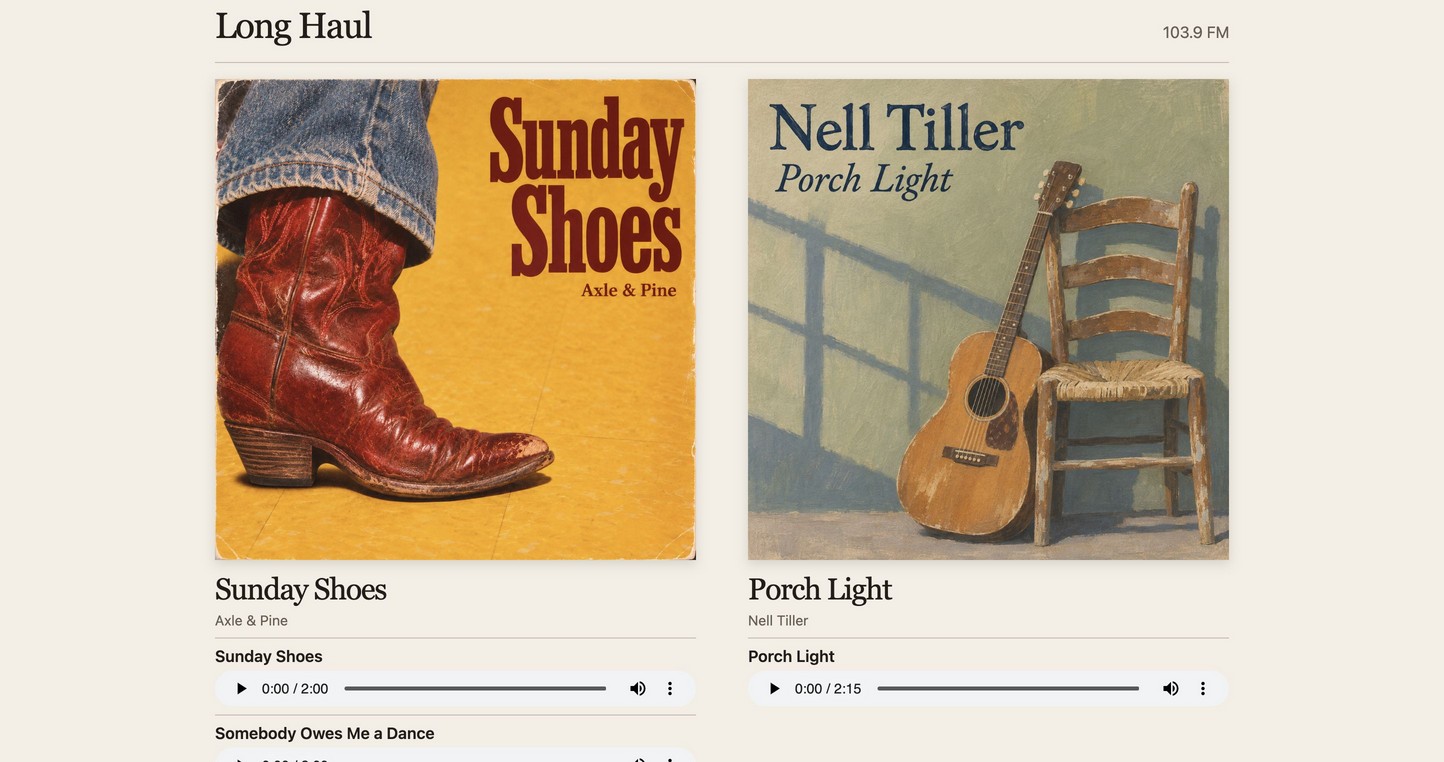 Long Haul
103.9 FM
Sunday
Shoes
Axle & Pine
Nell Tiller
Porch Light
Sunday Shoes
Axle & Pine
Sunday Shoes
0:00 / 2:00
Somebody Owes Me a Dance
Porch Light
Nell Tiller
Porch Light
0:00 / 2:15